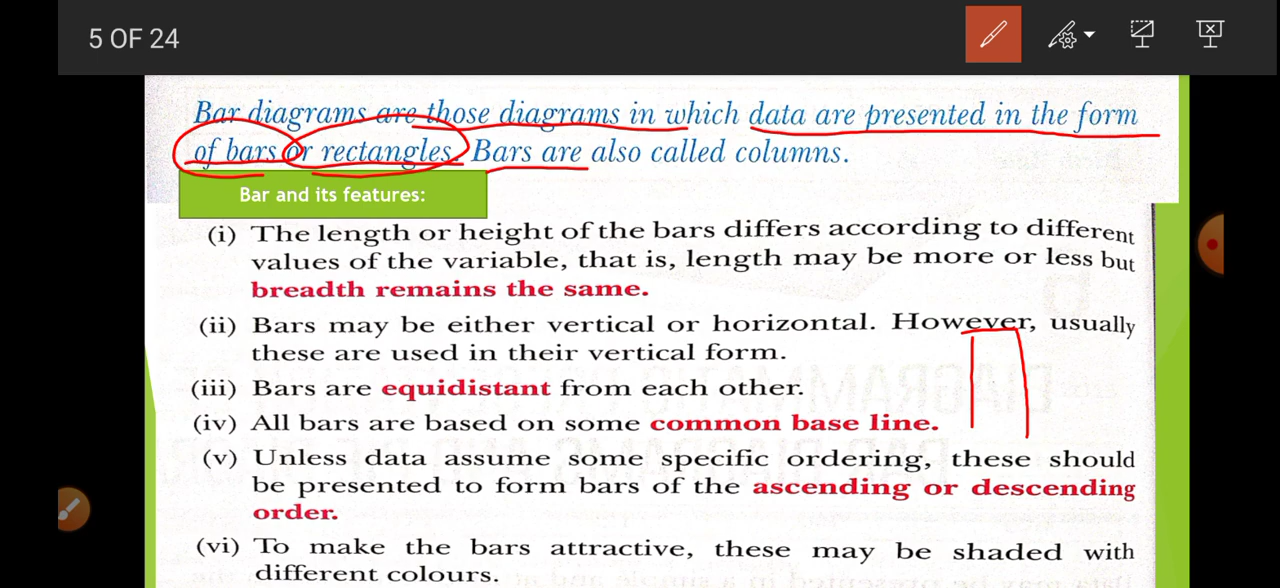 5 OF 24
Bar diagrams are those diagrams in which data are presented in the form
of bars or rectangles. Bars are also called columns.
Bar and its features:
(i) The length or height of the bars differs according to different
values of the variable, that is, length may be more or less but
breadth remains the same.
(ii) Bars may be either vertical or horizontal. However, usually
these are used in their vertical form.
(iii) Bars are equidistant from each other.
(iv) All bars are based on some common base line.
(v) Unless data assume some specific ordering, these should
be presented to form bars of the ascending or descending
order.
(vi) To make the bars attractive, these may be shaded with
different colours.